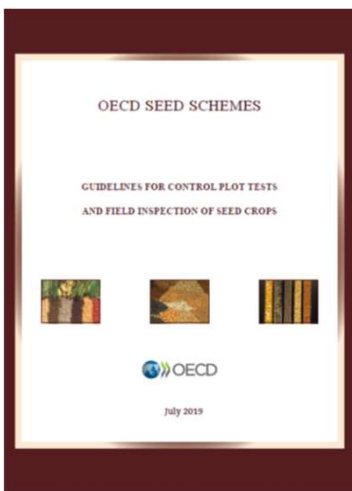 OECD SEED SCHEMES
GUIDELINES FOR CONTROL PLOT TESTS
AND FIELD INSPECTION OF SEED CROPS
OECD
July 2019